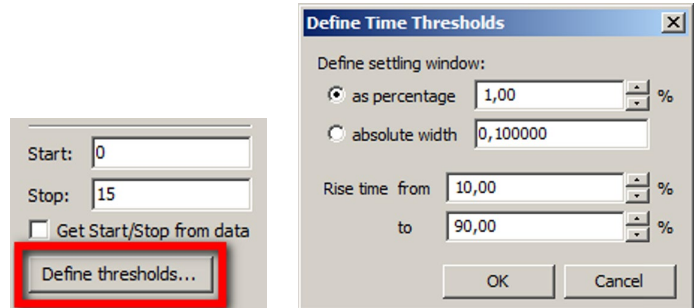 Start: 0
Stop: 15
Get Start/Stop from data
Define thresholds...
Define Time Thresholds
Define settling window:
as percentage 1,00 %
absolute width 0,100000
Rise time from 10,00 %
to 90,00 %
OK Cancel